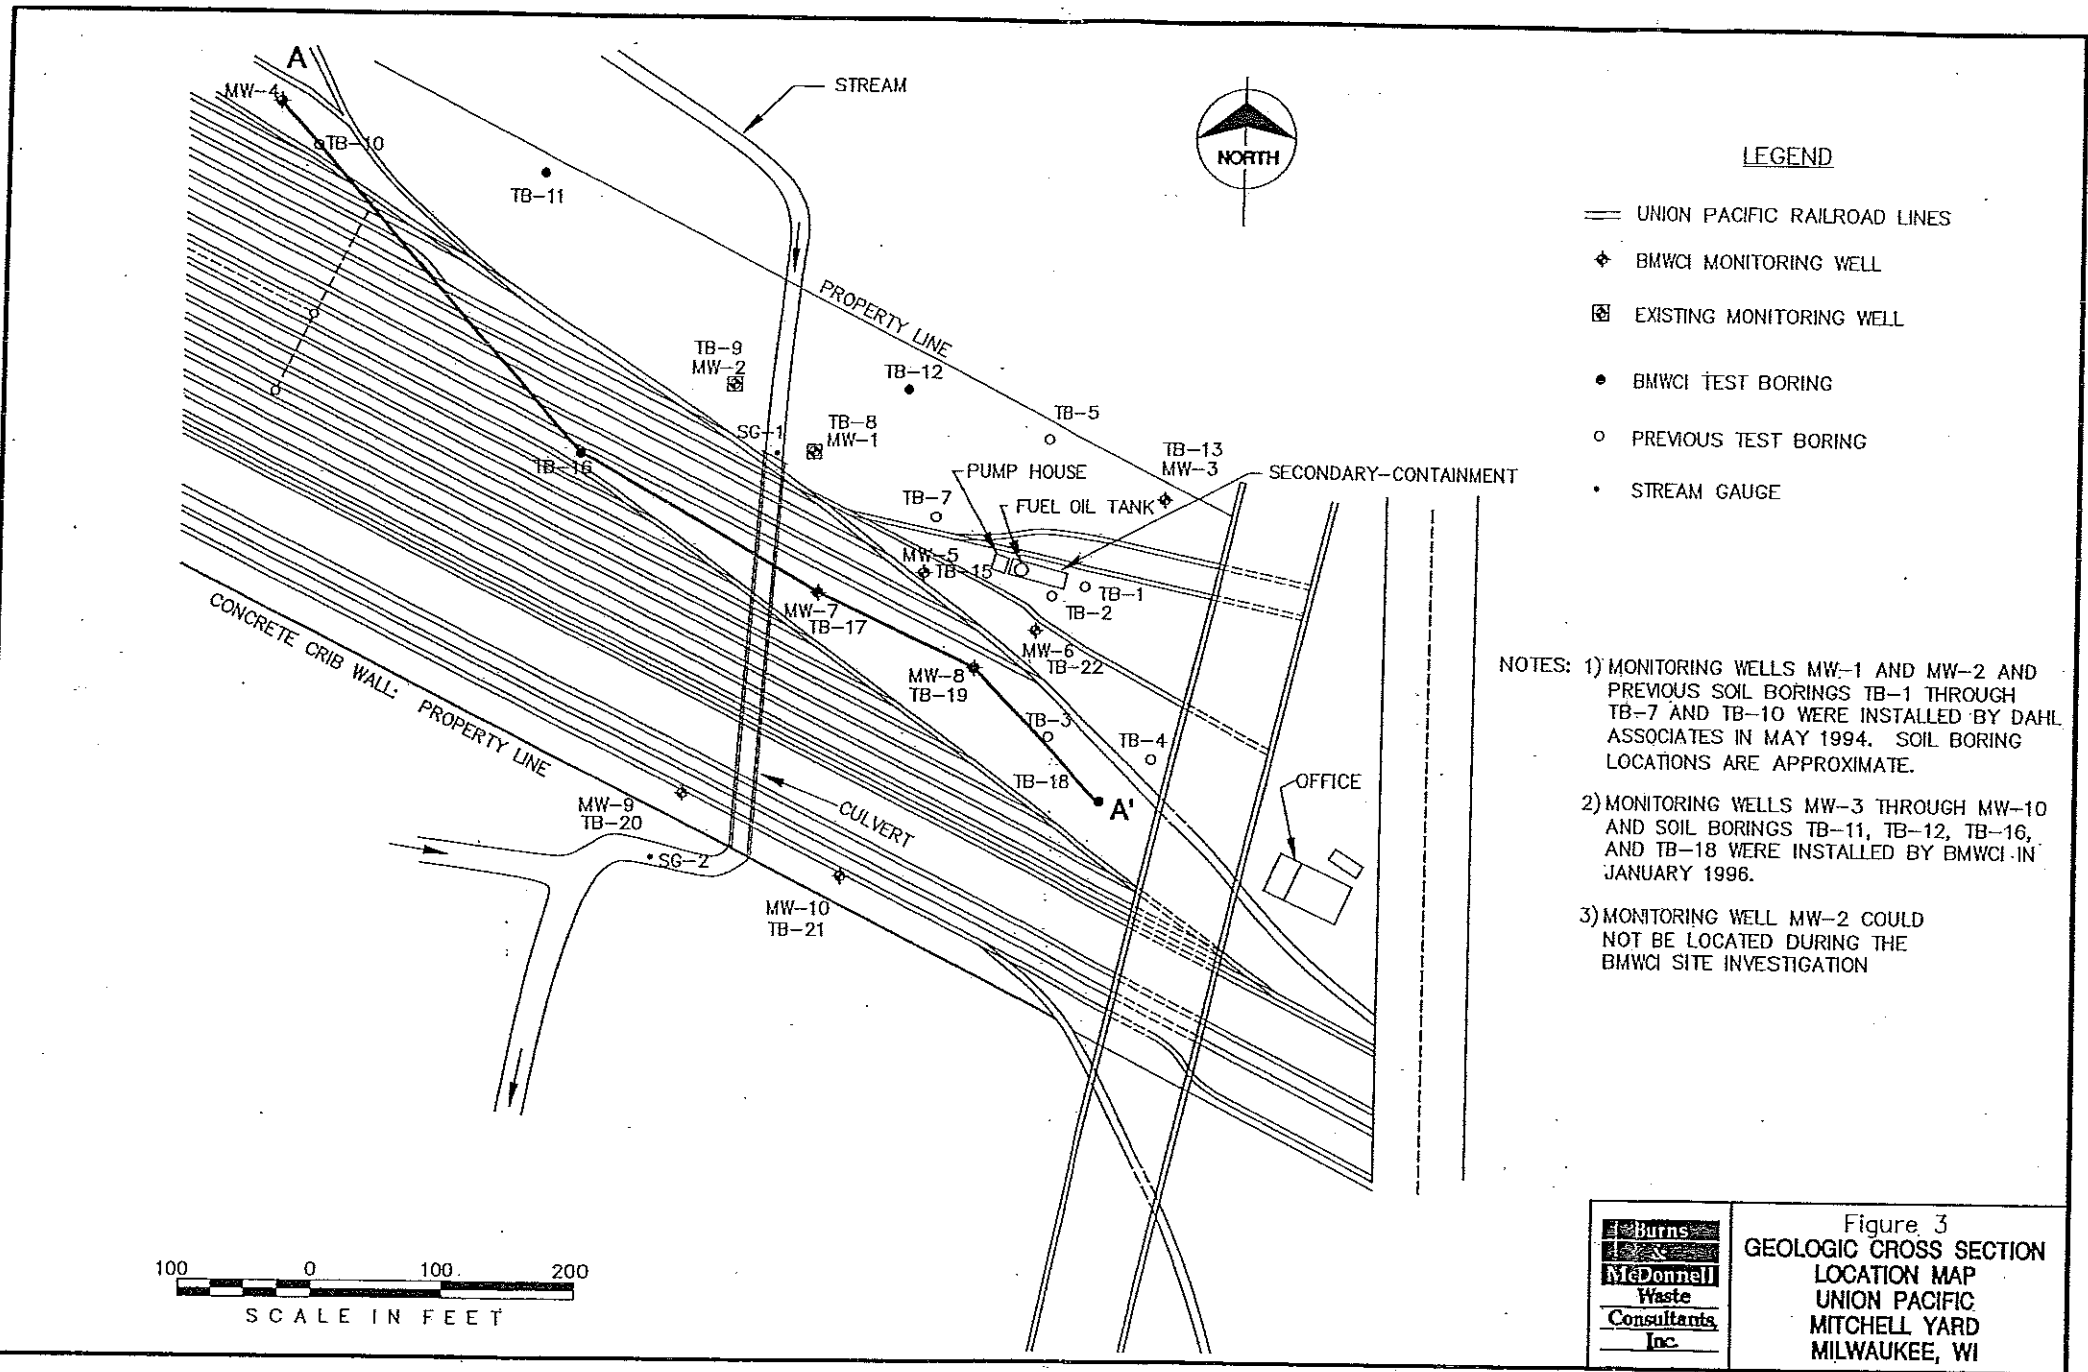 A
MW-4
TB-10
TB-11
STREAM
NORTH
PROPERTY LINE
TB-9
MW-2
TB-12
TB-8
MW-1
SG-1
TB-16
TB-5
TB-13
MW-3
PUMP HOUSE
SECONDARY-CONTAINMENT
TB-7
FUEL OIL TANK
MW-5
TB-15
TB-1
TB-2
MW-7
TB-17
MW-6
TB-22
MW-8
TB-19
TB-3
TB-4
TB-18
A'
OFFICE
CONCRETE CRIB WALL: PROPERTY LINE
MW-9
TB-20
CULVERT
SG-2
MW-10
TB-21
LEGEND
UNION PACIFIC RAILROAD LINES
BMWCI MONITORING WELL
EXISTING MONITORING WELL
BMWCI TEST BORING
PREVIOUS TEST BORING
STREAM GAUGE
NOTES: 1) MONITORING WELLS MW-1 AND MW-2 AND
PREVIOUS SOIL BORINGS TB-1 THROUGH
TB-7 AND TB-10 WERE INSTALLED BY DAHL
ASSOCIATES IN MAY 1994. SOIL BORING
LOCATIONS ARE APPROXIMATE.
2) MONITORING WELLS MW-3 THROUGH MW-10
AND SOIL BORINGS TB-11, TB-12, TB-16,
AND TB-18 WERE INSTALLED BY BMWCI IN
JANUARY 1996.
3) MONITORING WELL MW-2 COULD
NOT BE LOCATED DURING THE
BMWCI SITE INVESTIGATION
100 0 100 200
SCALE IN FEET
Burns
&
McDonnell
Waste
Consultants,
Inc.
Figure 3
GEOLOGIC CROSS SECTION
LOCATION MAP
UNION PACIFIC
MITCHELL YARD
MILWAUKEE, WI